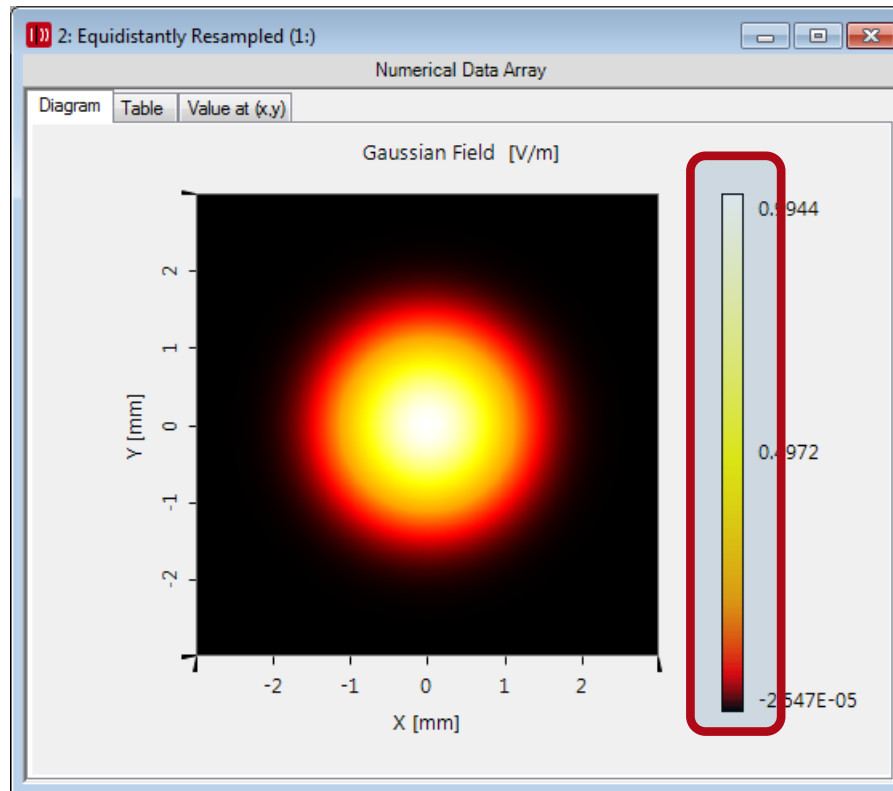 2: Equidistantly Resampled (1:)
Numerical Data Array
Diagram Table Value at (x,y)
Gaussian Field [V/m]
0.9944
0.4972
-2.547E-05
2
1
0
-1
-2
Y [mm]
-2 -1 0 1 2
X [mm]